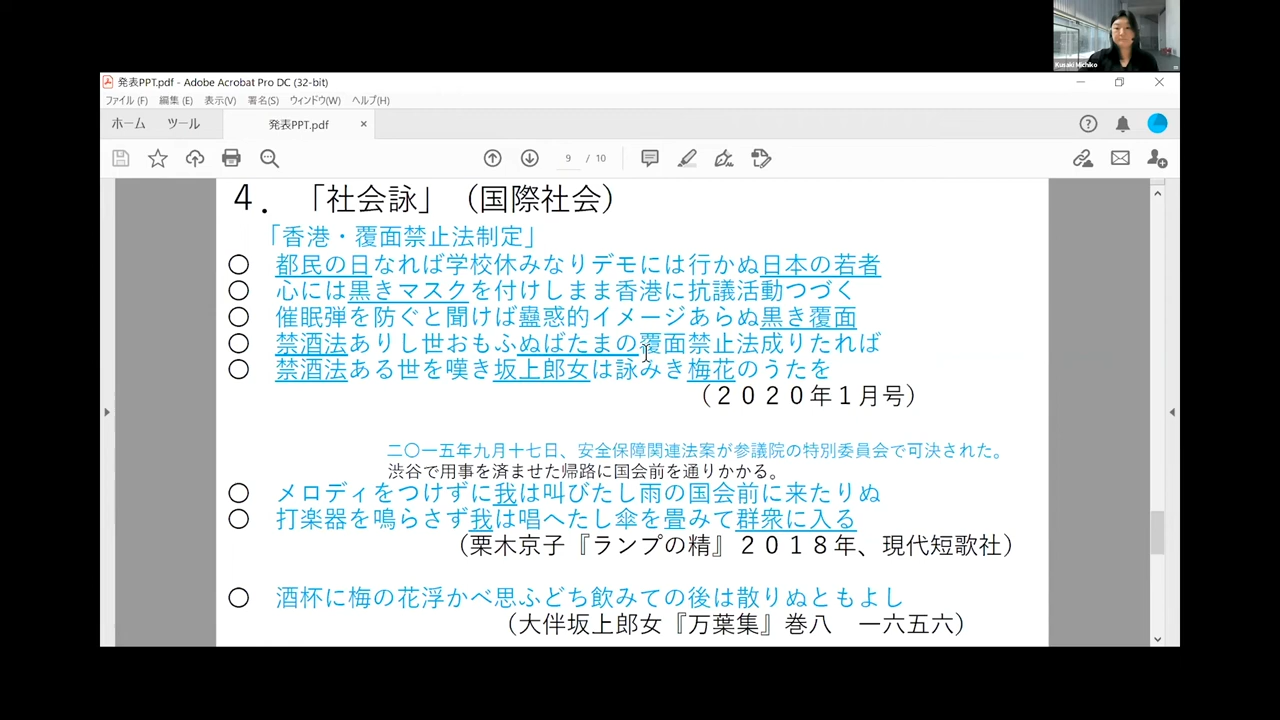 Kusaki Michiko
発表PPT.pdf - Adobe Acrobat Pro DC (32-bit)
ファイル(F) 編集(E) 表示(V) 署名(S) ウィンドウ(W) ヘルプ(H)
ホーム ツール 発表PPT.pdf ×
9 / 10
４．「社会詠」（国際社会）
「香港・覆面禁止法制定」
○ 都民の日なれば学校休みなりデモには行かぬ日本の若者
○ 心には黒きマスクを付けしまま香港に抗議活動つづく
○ 催眠弾を防ぐと聞けば蠱惑的イメージあらぬ黒き覆面
○ 禁酒法ありし世おもふぬばたまの覆面禁止法成りたれば
○ 禁酒法ある世を嘆き坂上郎女は詠みき梅花のうたを
（２０２０年１月号）
二〇一五年九月十七日、安全保障関連法案が参議院の特別委員会で可決された。
渋谷で用事を済ませた帰路に国会前を通りかかる。
○ メロディをつけずに我は叫びたし雨の国会前に来たりぬ
○ 打楽器を鳴らさず我は唱へたし傘を畳みて群衆に入る
（栗木京子『ランプの精』２０１８年、現代短歌社）
○ 酒杯に梅の花浮かべ思ふどち飲みての後は散りぬともよし
（大伴坂上郎女『万葉集』巻八　一六五六）